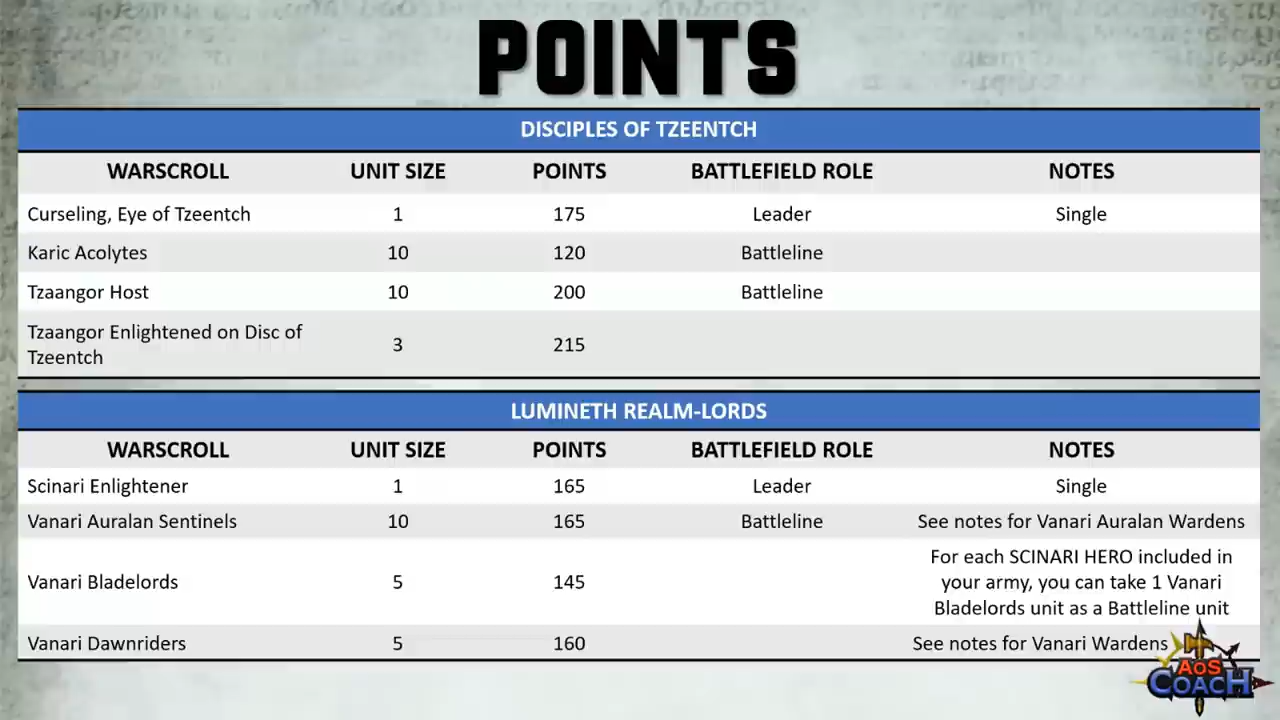 POINTS
DISCIPLES OF TZEENTCH
WARSCROLL UNIT SIZE POINTS BATTLEFIELD ROLE NOTES
Curseling, Eye of Tzeentch 1 175 Leader Single
Karic Acolytes 10 120 Battleline
Tzaangor Host 10 200 Battleline
Tzaangor Enlightened on Disc of
Tzeentch 3 215
LUMINETH REALM-LORDS
WARSCROLL UNIT SIZE POINTS BATTLEFIELD ROLE NOTES
Scinari Enlightener 1 165 Leader Single
Vanari Auralan Sentinels 10 165 Battleline See notes for Vanari Auralan Wardens
For each SCINARI HERO included in
Vanari Bladelords 5 145 your army, you can take 1 Vanari
Bladelords unit as a Battleline unit
Vanari Dawnriders 5 160 See notes for Vanari Wardens
AoS
COACH